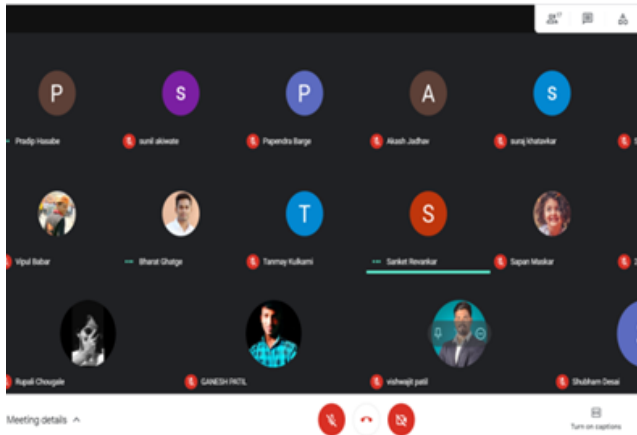 P S P A S
Pradip Hasabe sunil akiwate Papendra Barge Akash Jadhav suraj khatavkar
T S
Vipul Babar Bharat Ghatge Tanmay Kulkarni Sanket Revankar Sapan Maskar
Rupali Chougale GANESH PATIL vishwajit patil Shubham Desai
Meeting details Turn on captions